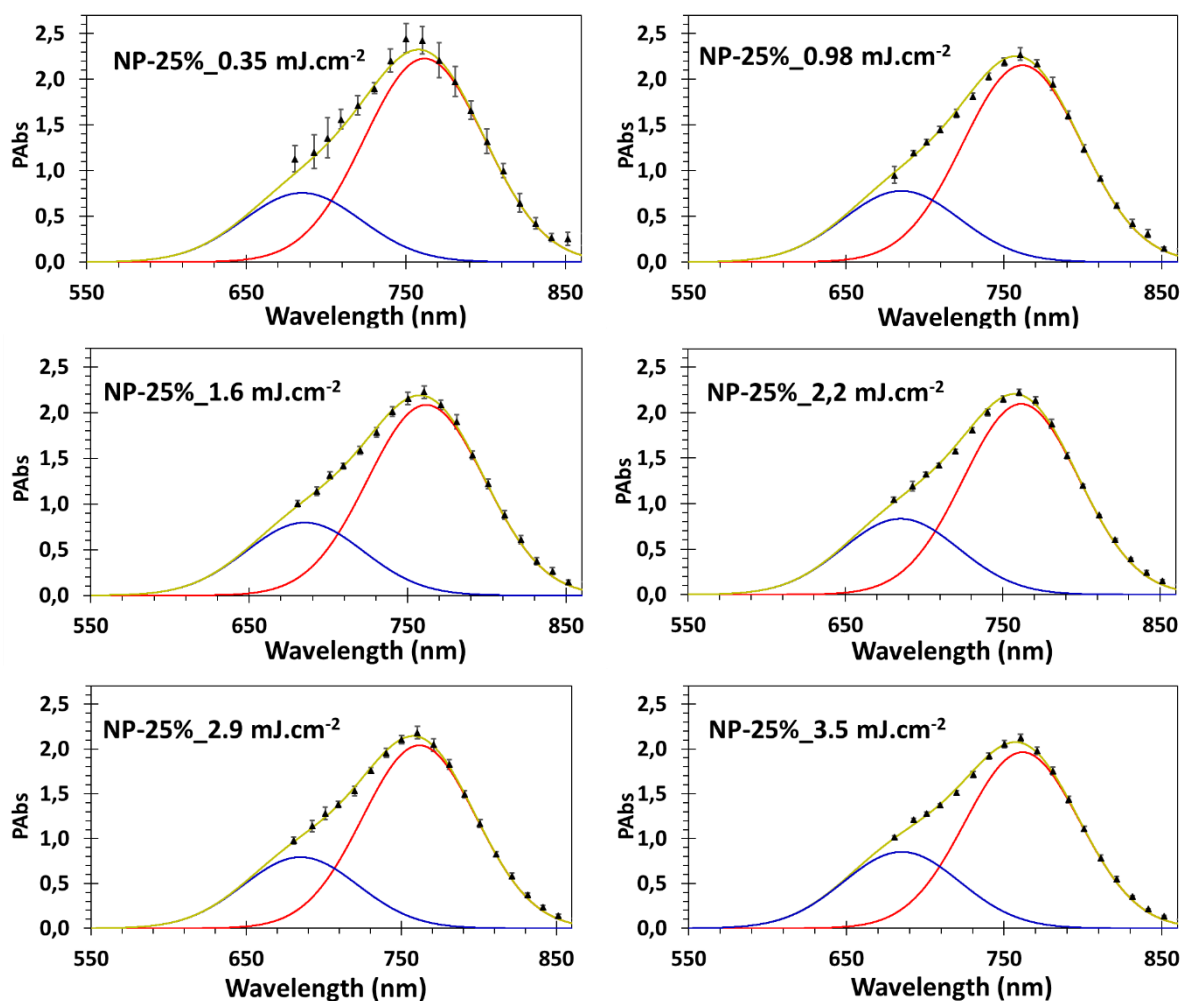 NP-25%_0.35 mJ.cm-2
PAbs
2,5
2,0
1,5
1,0
0,5
0,0
550 650 750 850
Wavelength (nm)
NP-25%_0.98 mJ.cm-2
PAbs
2,5
2,0
1,5
1,0
0,5
0,0
550 650 750 850
Wavelength (nm)
NP-25%_1.6 mJ.cm-2
PAbs
2,5
2,0
1,5
1,0
0,5
0,0
550 650 750 850
Wavelength (nm)
NP-25%_2,2 mJ.cm-2
PAbs
2,5
2,0
1,5
1,0
0,5
0,0
550 650 750 850
Wavelength (nm)
NP-25%_2.9 mJ.cm-2
PAbs
2,5
2,0
1,5
1,0
0,5
0,0
550 650 750 850
Wavelength (nm)
NP-25%_3.5 mJ.cm-2
PAbs
2,5
2,0
1,5
1,0
0,5
0,0
550 650 750 850
Wavelength (nm)